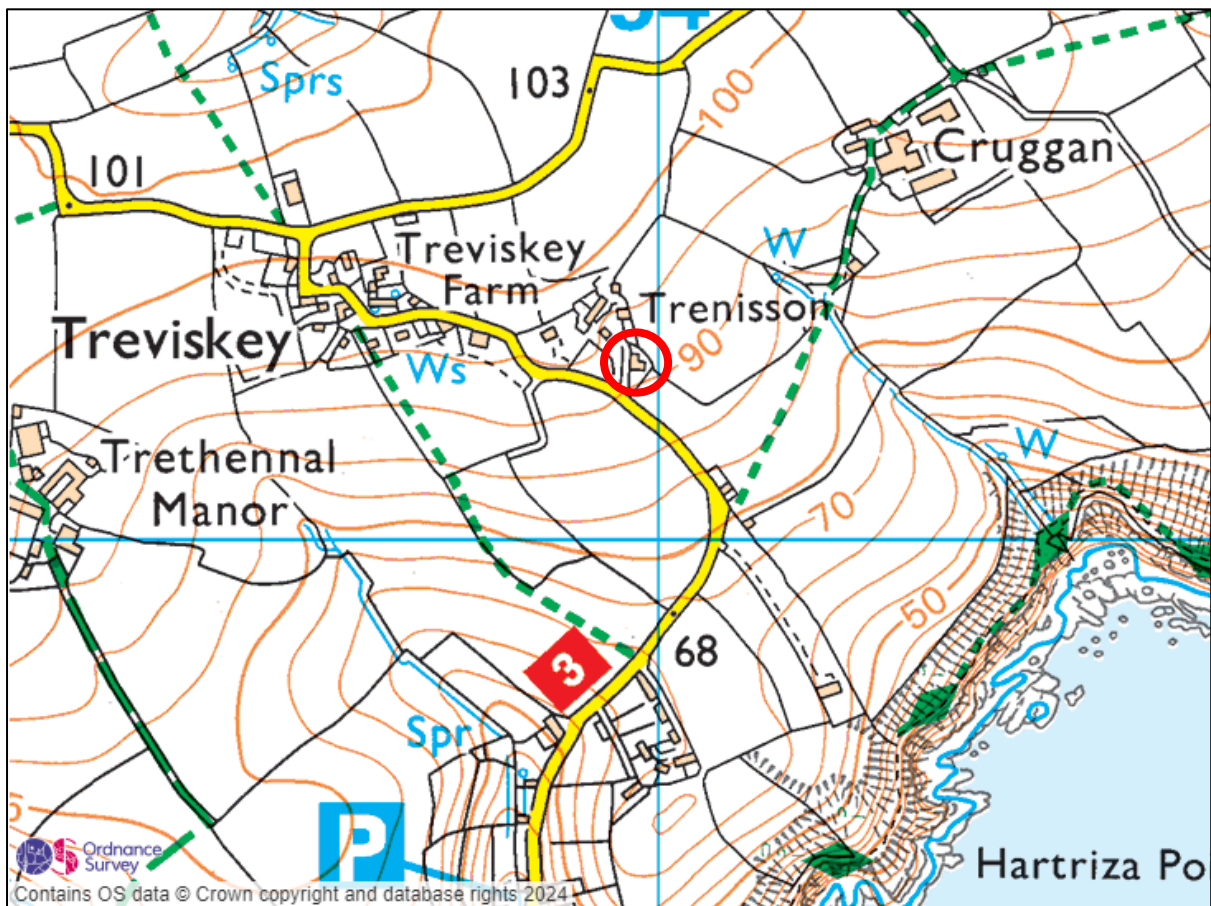 Sprs
103
100
Cruggan
101
W
Treviskey
Farm
Trenisson
Treviskey
Ws
90
W
Trethennal
Manor
70
50
68
3
Spr
P
Ordnance
Survey
Hartriza Po
Contains OS data © Crown copyright and database rights 2024